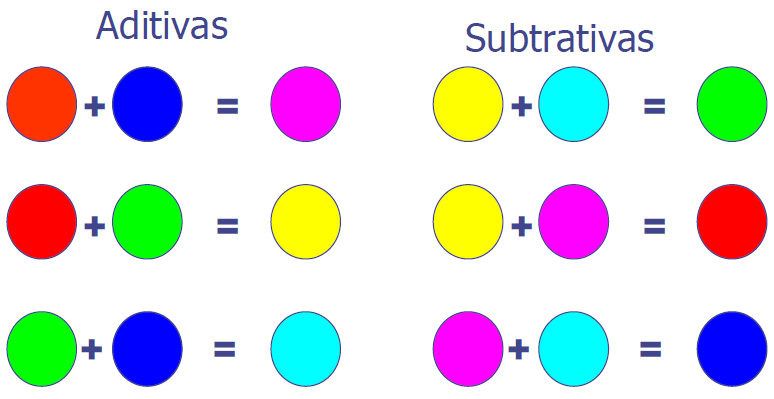 Aditivas
Subtrativas
+ = + =
+ = + =
+ = + =